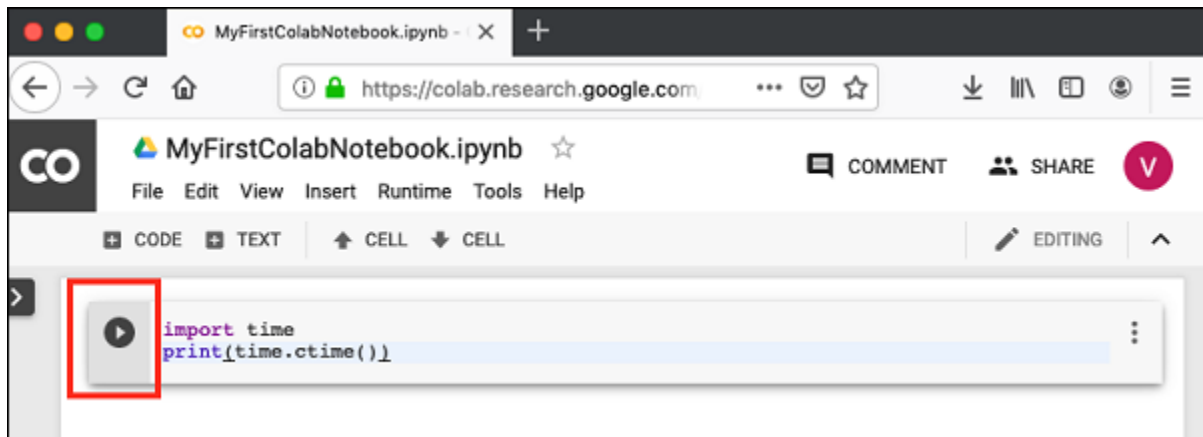 MyFirstColabNotebook.ipynb -
https://colab.research.google.com/
CO MyFirstColabNotebook.ipynb
COMMENT SHARE V
File Edit View Insert Runtime Tools Help
CODE TEXT CELL CELL EDITING
import time
print(time.ctime())